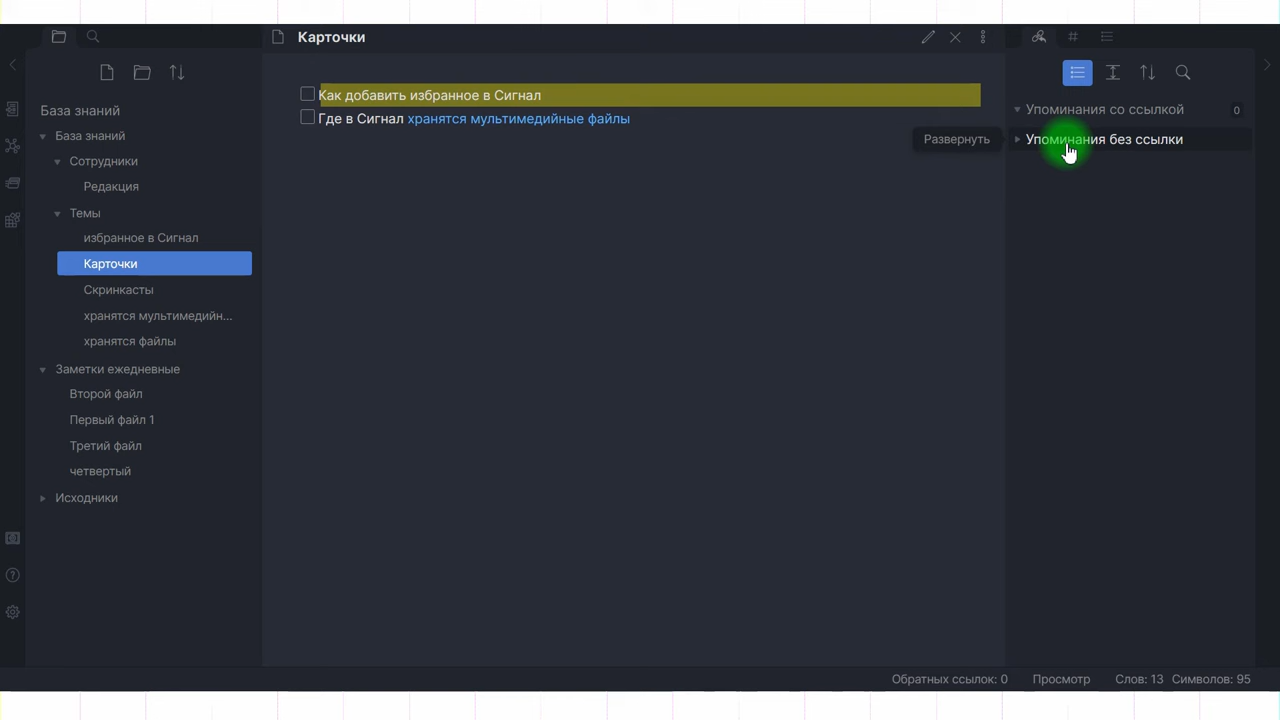 Карточки
База знаний
База знаний
Сотрудники
Редакция
Темы
избранное в Сигнал
Карточки
Скринкасты
хранятся мультимедийн...
хранятся файлы
Заметки ежедневные
Второй файл
Первый файл 1
Третий файл
четвертый
Исходники
Как добавить избранное в Сигнал
Где в Сигнал хранятся мультимедийные файлы
Развернуть
Упоминания со ссылкой 0
Упоминания без ссылки
Обратных ссылок: 0 Просмотр Слов: 13 Символов: 95